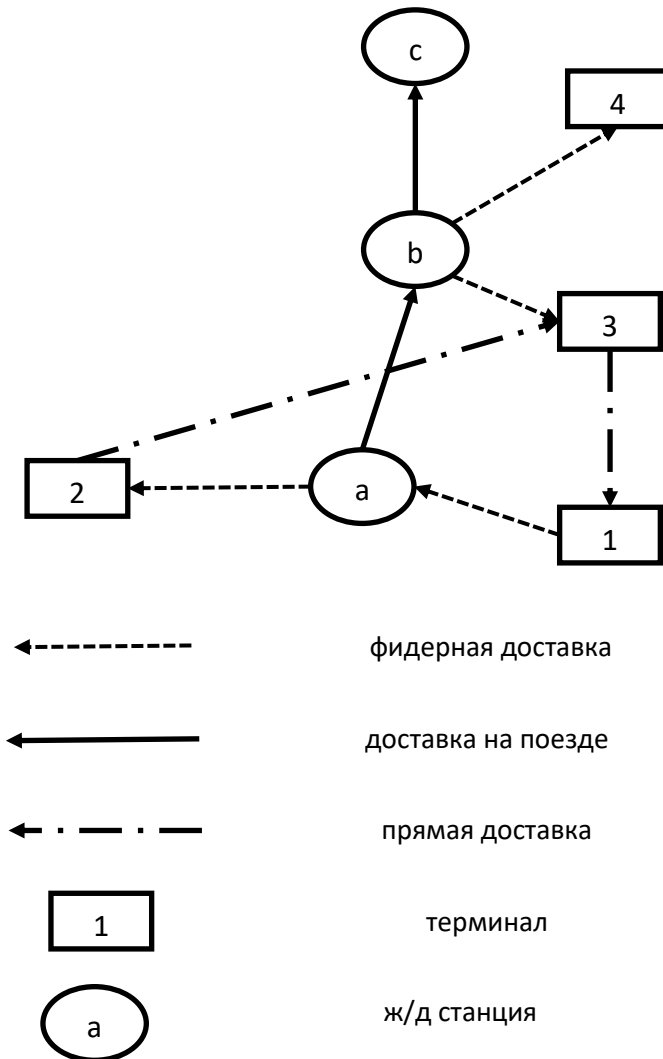 c
4
b
3
2
a
1
фидерная доставка
доставка на поезде
прямая доставка
1
терминал
a
ж/д станция